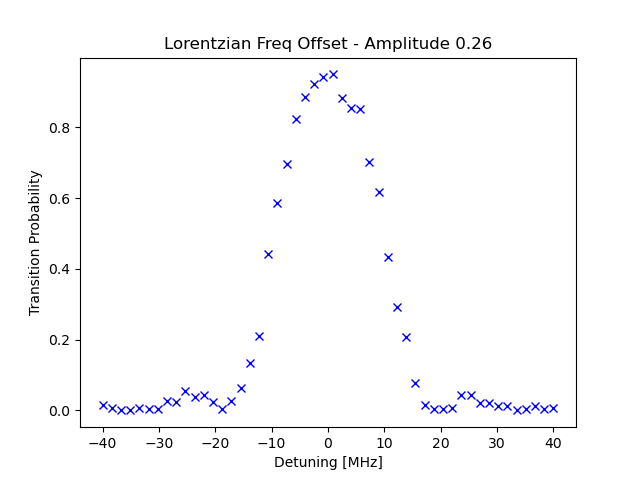 Lorentzian Freq Offset - Amplitude 0.26
Transition Probability
0.8
0.6
0.4
0.2
0.0
−40 −30 −20 −10 0 10 20 30 40
Detuning [MHz]